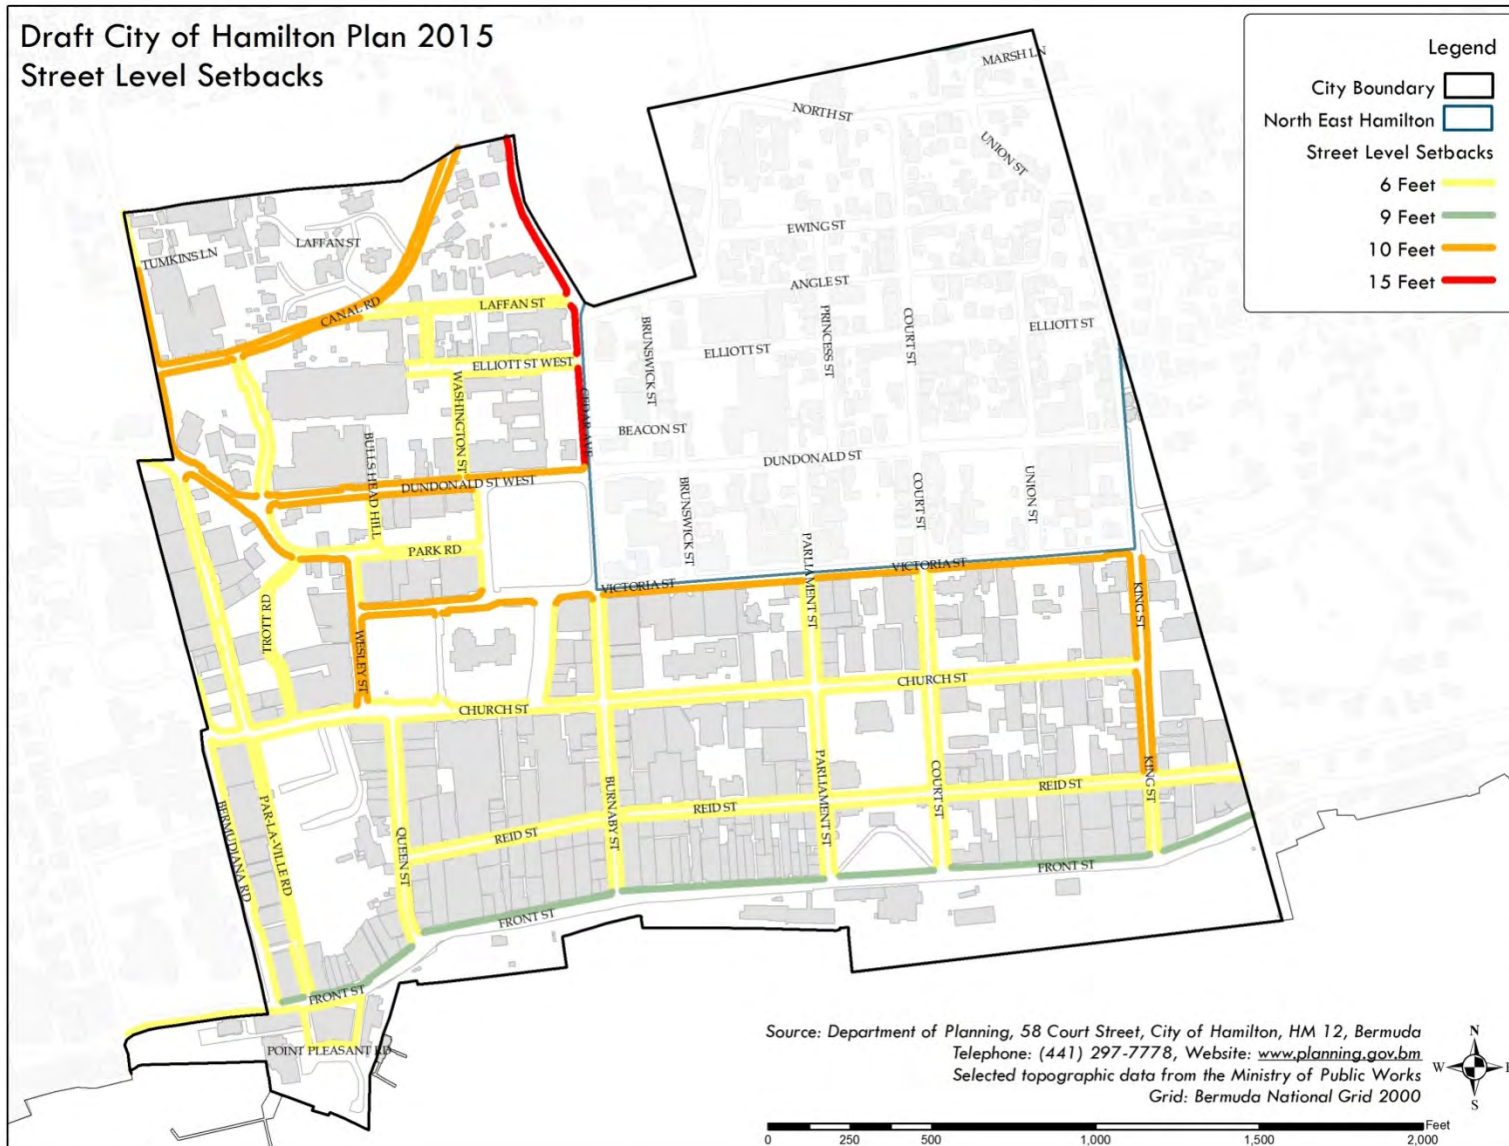 Draft City of Hamilton Plan 2015
Street Level Setbacks
Legend
City Boundary
North East Hamilton
Street Level Setbacks
6 Feet
9 Feet
10 Feet
15 Feet
MARSH LN
NORTH ST
UNION ST
EWING ST
ANGLE ST
LAFFAN ST
TUMKINS LN
CANAL RD
LAFFAN ST
ELLIOTT ST WEST
WASHINGTON ST
CEDAR AVE
BRUNSWICK ST
ELLIOTT ST
PRINCESS ST
COURT ST
ELLIOTT ST
BEACON ST
DUNDONALD ST
BULLS HEAD HILL
DUNDONALD ST WEST
BRUNSWICK ST
COURT ST
UNION ST
PARK RD
PARLIAMENT ST
VICTORIA ST
VICTORIA ST
KING ST
TROTT RD
WESLEY ST
CHURCH ST
CHURCH ST
BERMUDIANA RD
PAR-LA-VILLE RD
QUEEN ST
BURNABY ST
PARLIAMENT ST
COURT ST
KING ST
REID ST
REID ST
REID ST
FRONT ST
FRONT ST
FRONT ST
POINT PLEASANT RD
Source: Department of Planning, 58 Court Street, City of Hamilton, HM 12, Bermuda
Telephone: (441) 297-7778, Website: www.planning.gov.bm
Selected topographic data from the Ministry of Public Works
Grid: Bermuda National Grid 2000
N
W
E
S
Feet
0 250 500 1,000 1,500 2,000